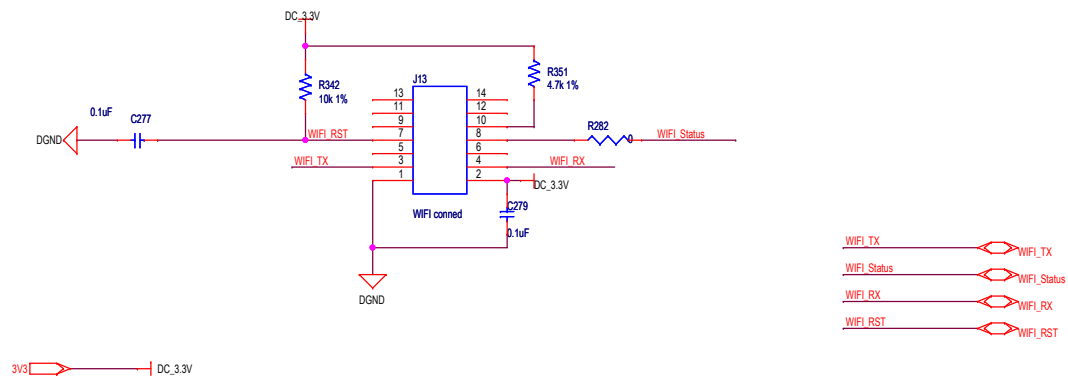 DC_3.3V
R351
4.7k 1%
J13
R342
10k 1%
13
14
0.1uF
C277
11
12
9
10
R282
DGND
WIFI_RST
7
8
0
WIFI_Status
5
6
WIFI_TX
3
4
WIFI_RX
1
2
DC_3.3V
C279
WIFI conned
0.1uF
WIFI_TX
WIFI_TX
WIFI_Status
WIFI_Status
DGND
WIFI_RX
WIFI_RX
WIFI_RST
WIFI_RST
3V3
DC_3.3V